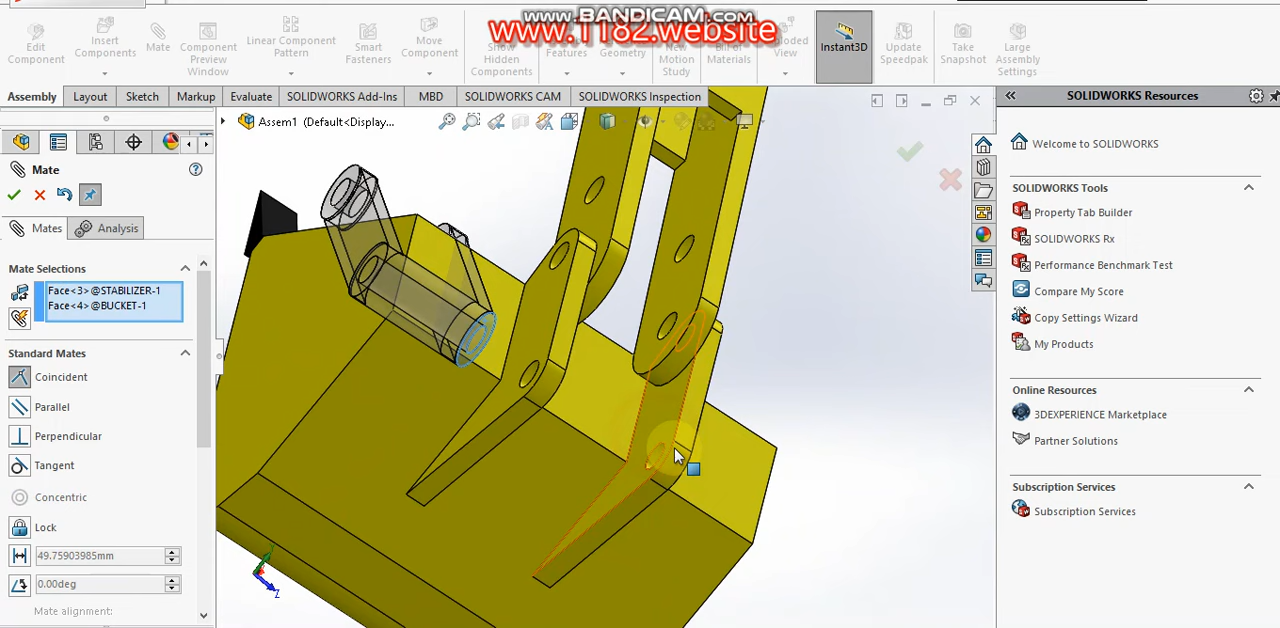 www.BANDICAM.com
www.1182.website
Edit
Component
Insert
Components
Mate
Component
Preview
Window
Linear Component
Pattern
Smart
Fasteners
Move
Component
Show
Hidden
Components
Features
Geometry
New
Motion
Study
Bill of
Materials
Exploded
View
Instant3D
Update
Speedpak
Take
Snapshot
Large
Assembly
Settings
Assembly
Layout
Sketch
Markup
Evaluate
SOLIDWORKS Add-Ins
MBD
SOLIDWORKS CAM
SOLIDWORKS Inspection
Assem1 (Default<Display...
Mate
Mates
Analysis
Mate Selections
Face<3>@STABILIZER-1
Face<4>@BUCKET-1
Standard Mates
Coincident
Parallel
Perpendicular
Tangent
Concentric
Lock
49.75903985mm
0.00deg
Mate alignment:
Z
SOLIDWORKS Resources
Welcome to SOLIDWORKS
SOLIDWORKS Tools
Property Tab Builder
SOLIDWORKS Rx
Performance Benchmark Test
Compare My Score
Copy Settings Wizard
My Products
Online Resources
3DEXPERIENCE Marketplace
Partner Solutions
Subscription Services
Subscription Services